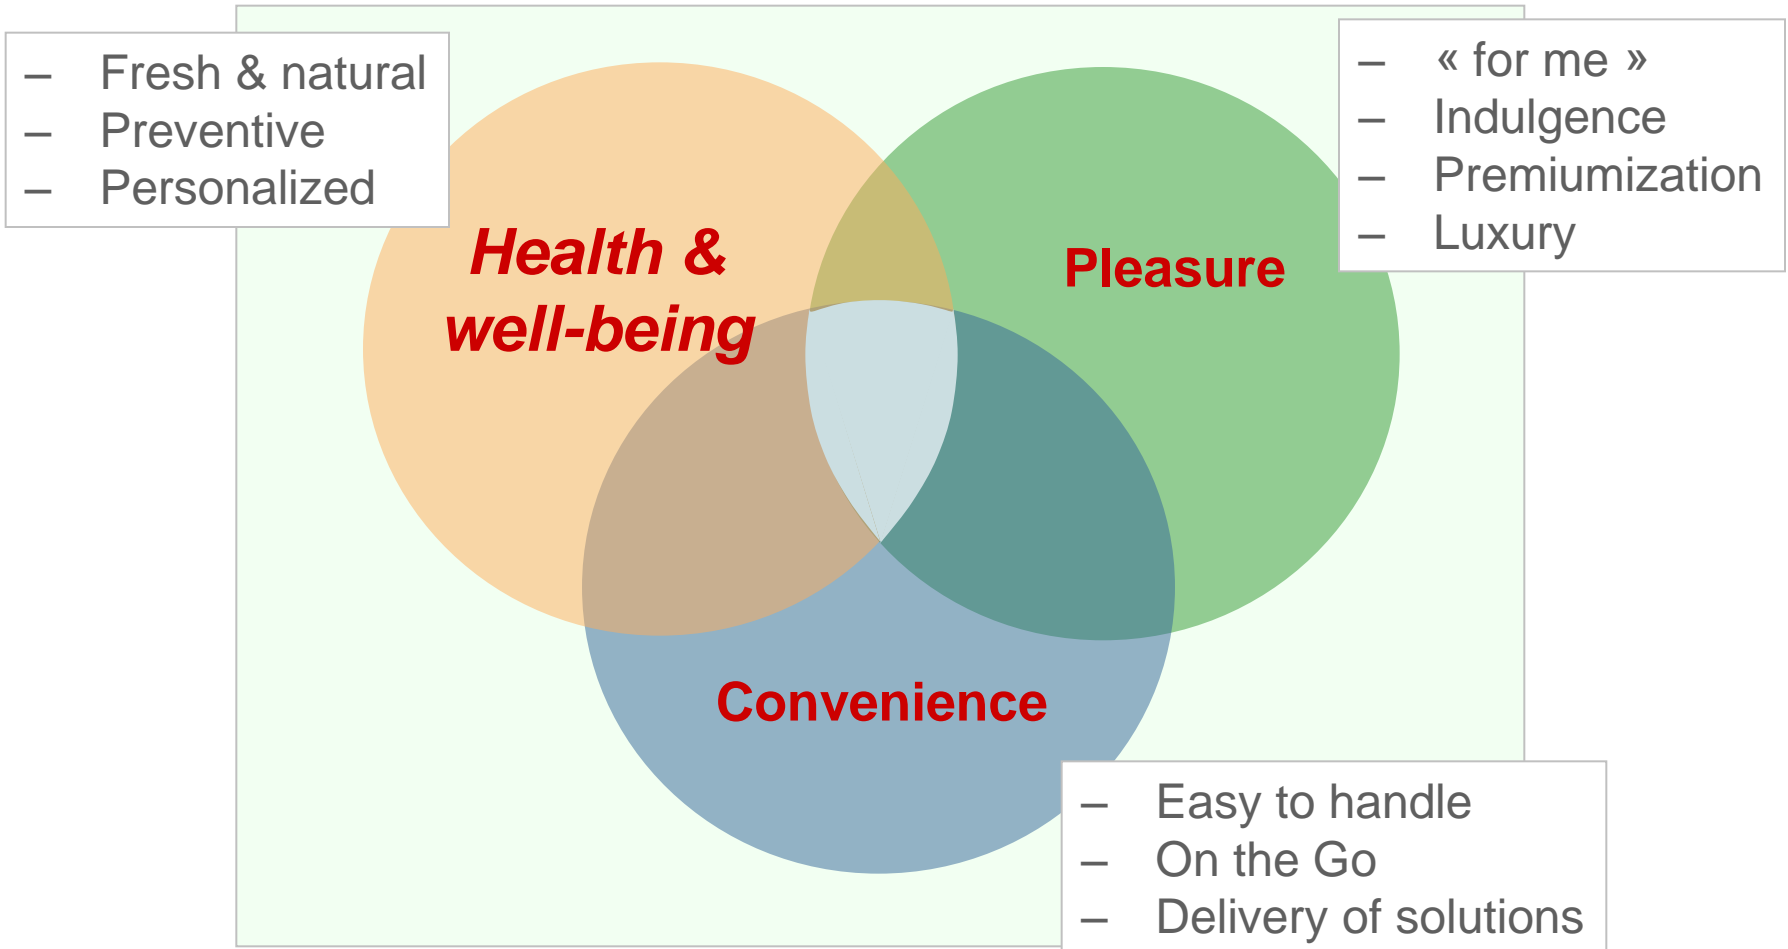 – Fresh & natural
– Preventive
– Personalized
– « for me »
– Indulgence
– Premiumization
– Luxury
Health &
well-being
Pleasure
Convenience
– Easy to handle
– On the Go
– Delivery of solutions